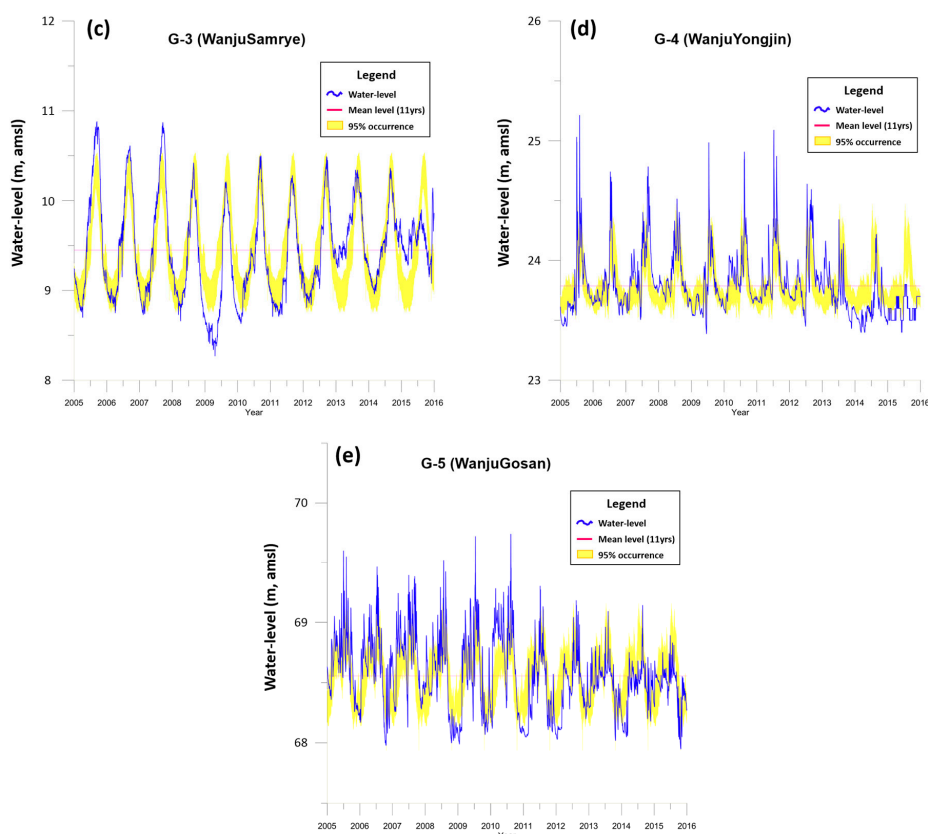 (c)
G-3 (WanjuSamrye)
Legend
Water-level
Mean level (11yrs)
95% occurrence
Water-level (m, amsl)
12
11
10
9
8
2005 2006 2007 2008 2009 2010 2011 2012 2013 2014 2015 2016
Year
(d)
G-4 (WanjuYongjin)
Legend
Water-level
Mean level (11yrs)
95% occurrence
Water-level (m, amsl)
26
25
24
23
2005 2006 2007 2008 2009 2010 2011 2012 2013 2014 2015 2016
Year
(e)
G-5 (WanjuGosan)
Legend
Water-level
Mean level (11yrs)
95% occurrence
Water-level (m, amsl)
70
69
68
2005 2006 2007 2008 2009 2010 2011 2012 2013 2014 2015 2016
Year